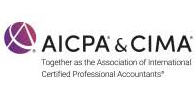 AICPA & CIMA®
Together as the Association of International
Certified Professional Accountants®